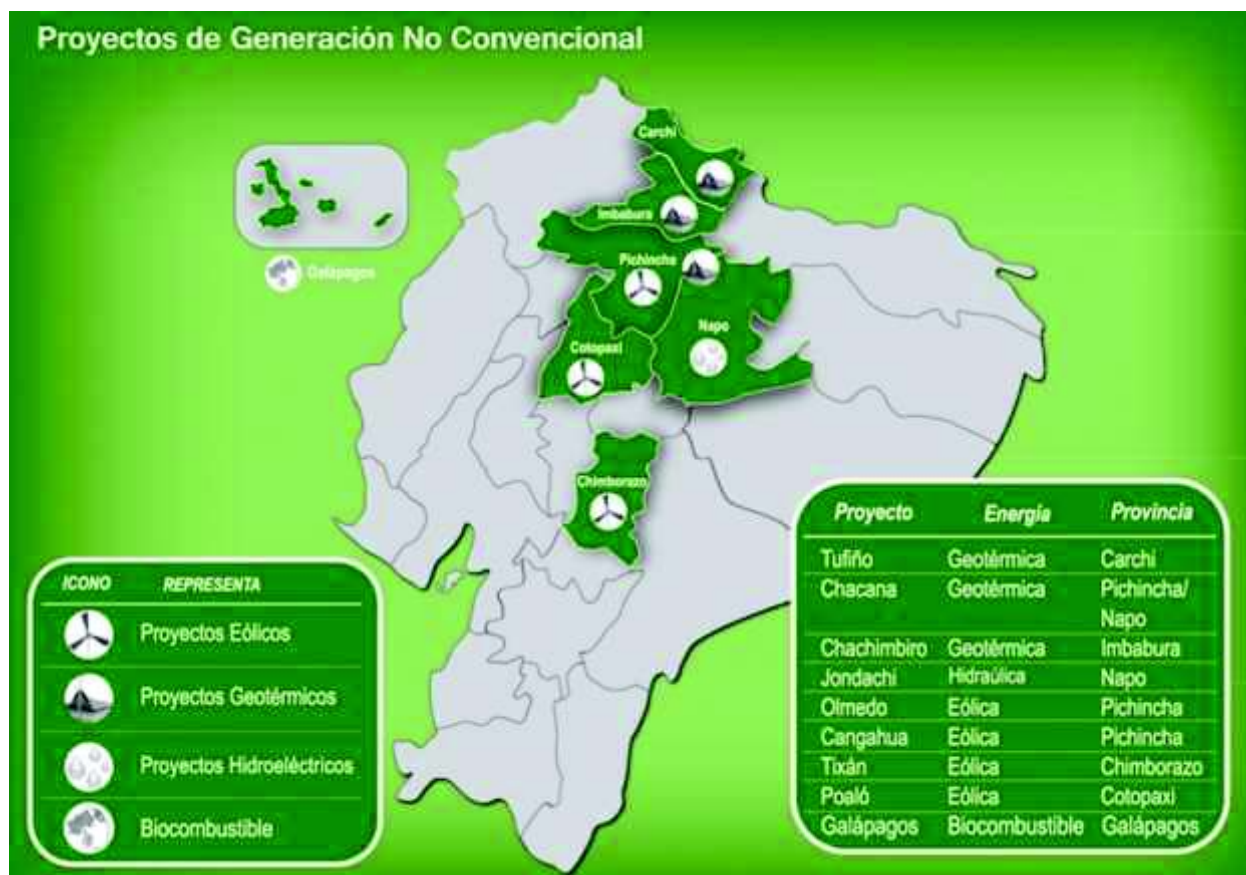 Proyectos de Generación No Convencional
Carchi
Imbabura
Galápagos
Pichincha
Napo
Cotopaxi
Chimborazo
ICONO REPRESENTA
Proyectos Eólicos
Proyectos Geotérmicos
Proyectos Hidroeléctricos
Biocombustible
Proyecto Energía Provincia
Tufiño Geotérmica Carchi
Chacana Geotérmica Pichincha/
Napo
Chachimbiro Geotérmica Imbabura
Jondachi Hidraúlica Napo
Olmedo Eólica Pichincha
Cangahua Eólica Pichincha
Tixán Eólica Chimborazo
Poaló Eólica Cotopaxi
Galápagos Biocombustible Galápagos